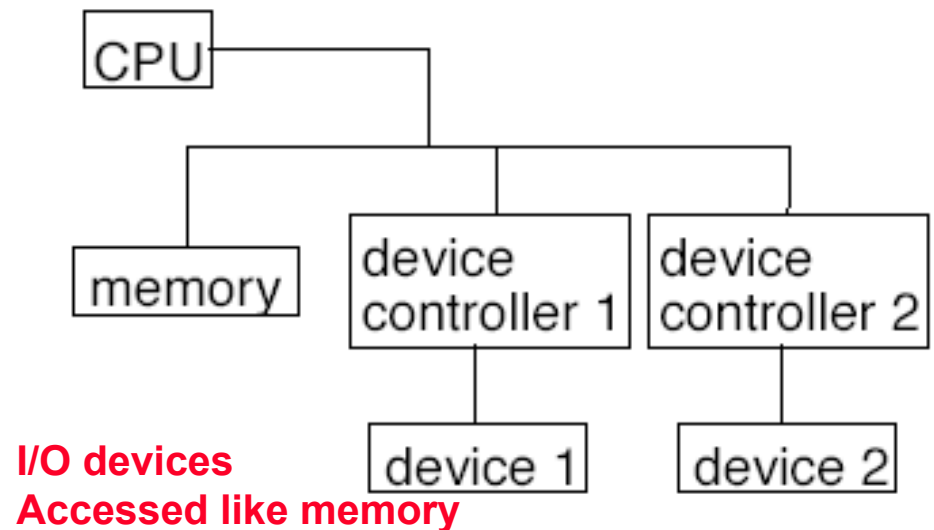 CPU
memory
device
controller 1
device
controller 2
device 1
device 2
I/O devices
Accessed like memory